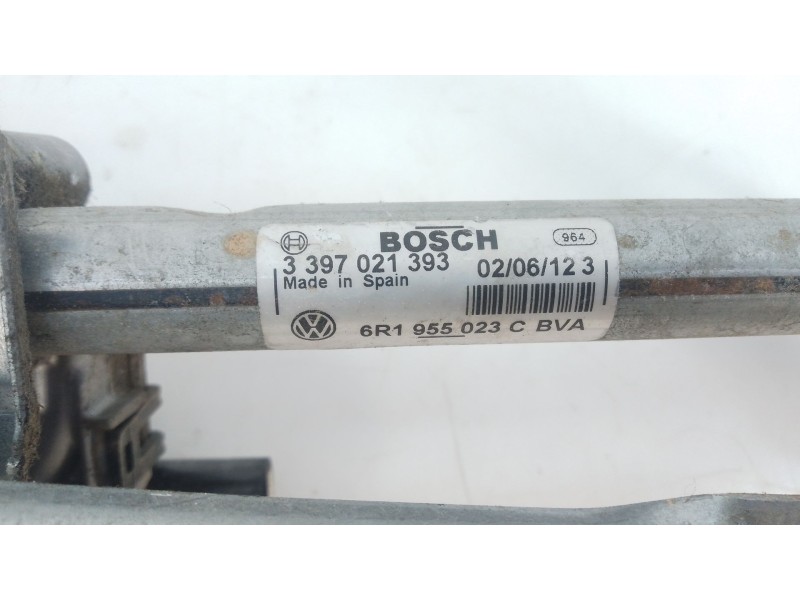 BOSCH 964
3 397 021 393 02/06/12 3
Made in Spain
6R1 955 023 C BVA